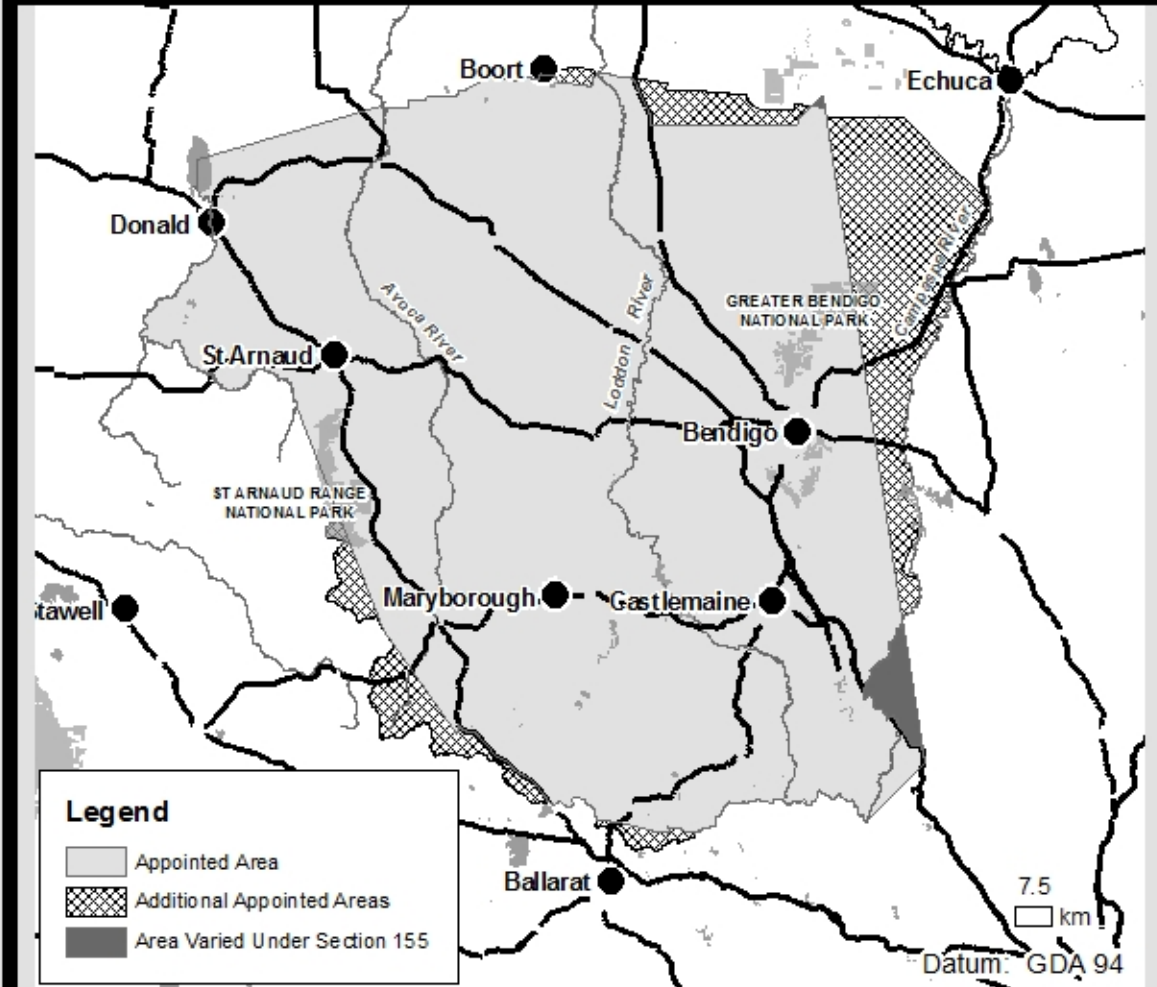 Boort
Echuca
Donald
Avoca River
Loddon River
Campaspe River
GREATER BENDIGO
NATIONAL PARK
St Arnaud
Bendigo
ST ARNAUD RANGE
NATIONAL PARK
Stawell
Maryborough
Castlemaine
Ballarat
Legend
Appointed Area
Additional Appointed Areas
Area Varied Under Section 155
7.5
km
Datum: GDA 94